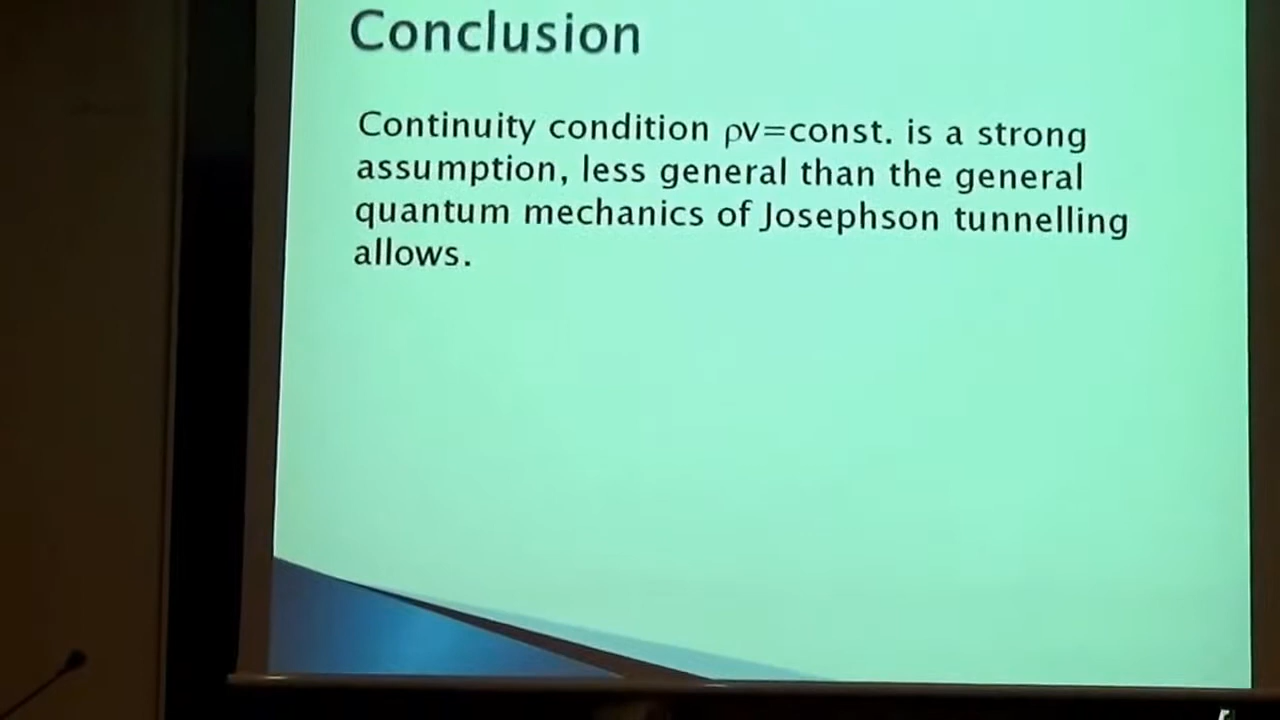 Conclusion
Continuity condition ρv=const. is a strong
assumption, less general than the general
quantum mechanics of Josephson tunnelling
allows.